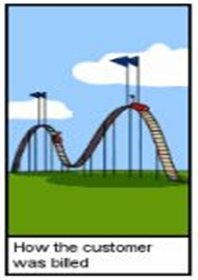 How the customer
was billed